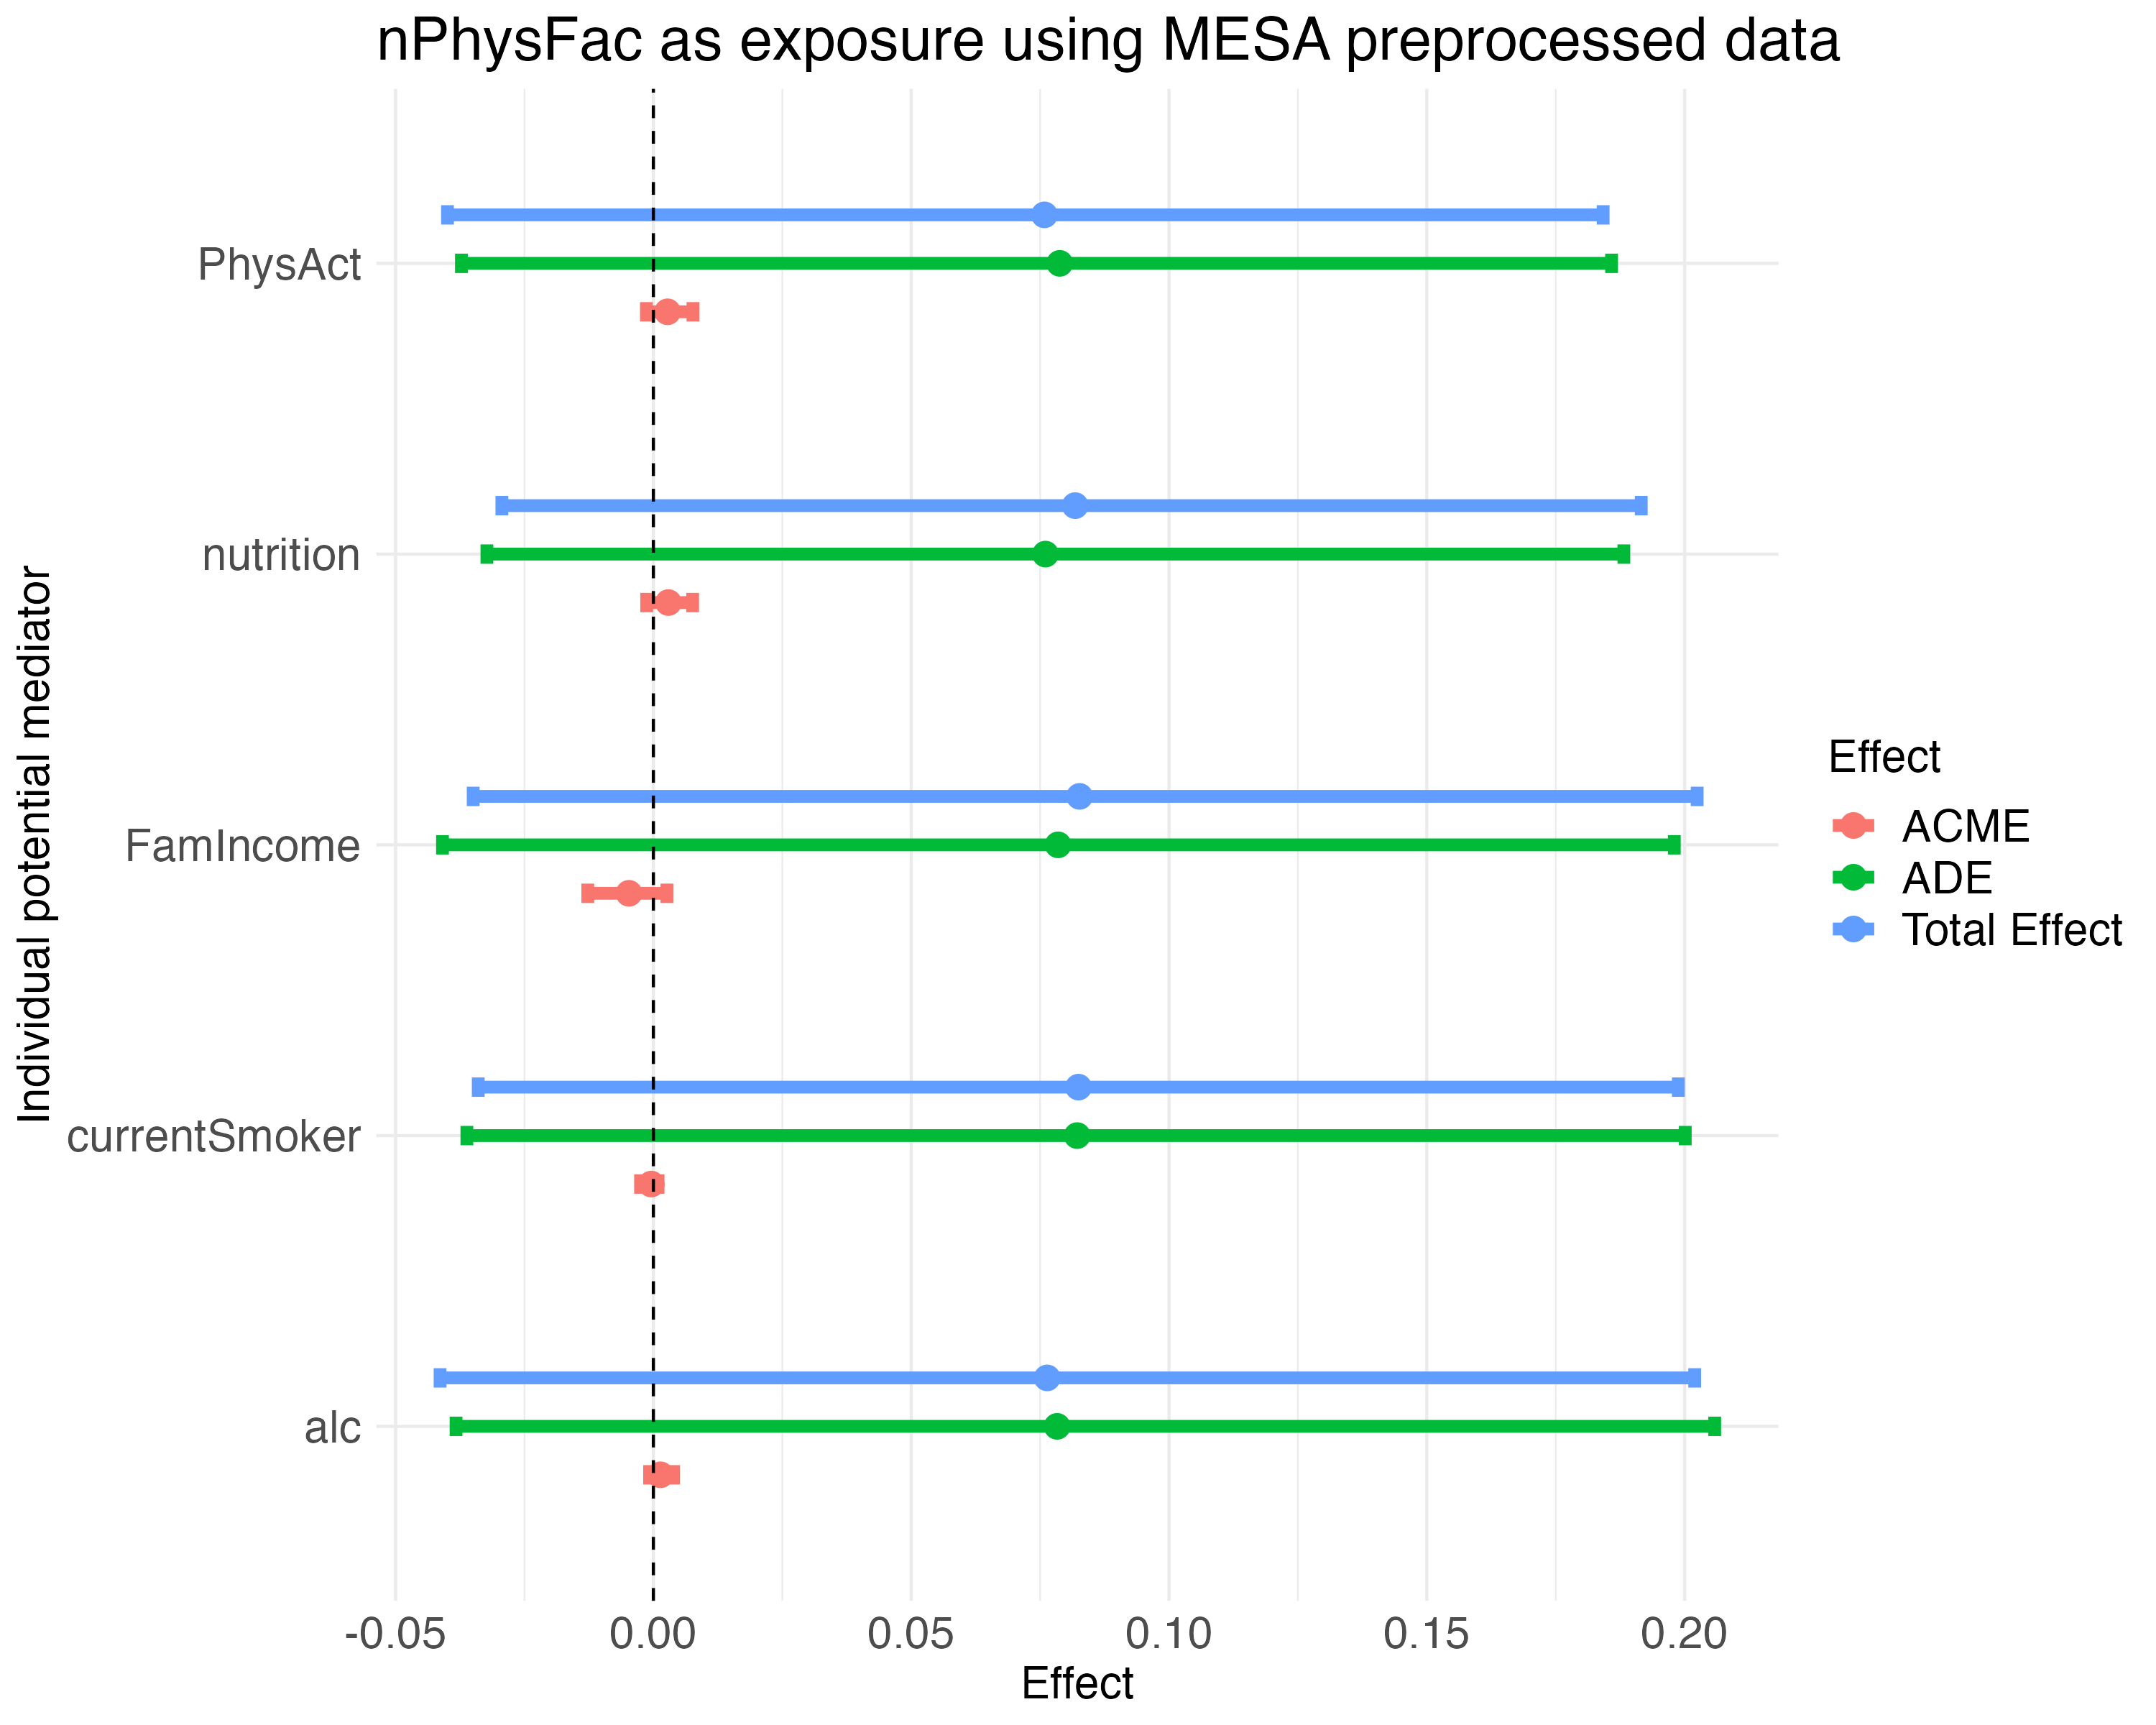 nPhysFac as exposure using MESA preprocessed data
Individual potential mediator
PhysAct
nutrition
FamIncome
currentSmoker
alc
-0.05 0.00 0.05 0.10 0.15 0.20
Effect
Effect
ACME
ADE
Total Effect